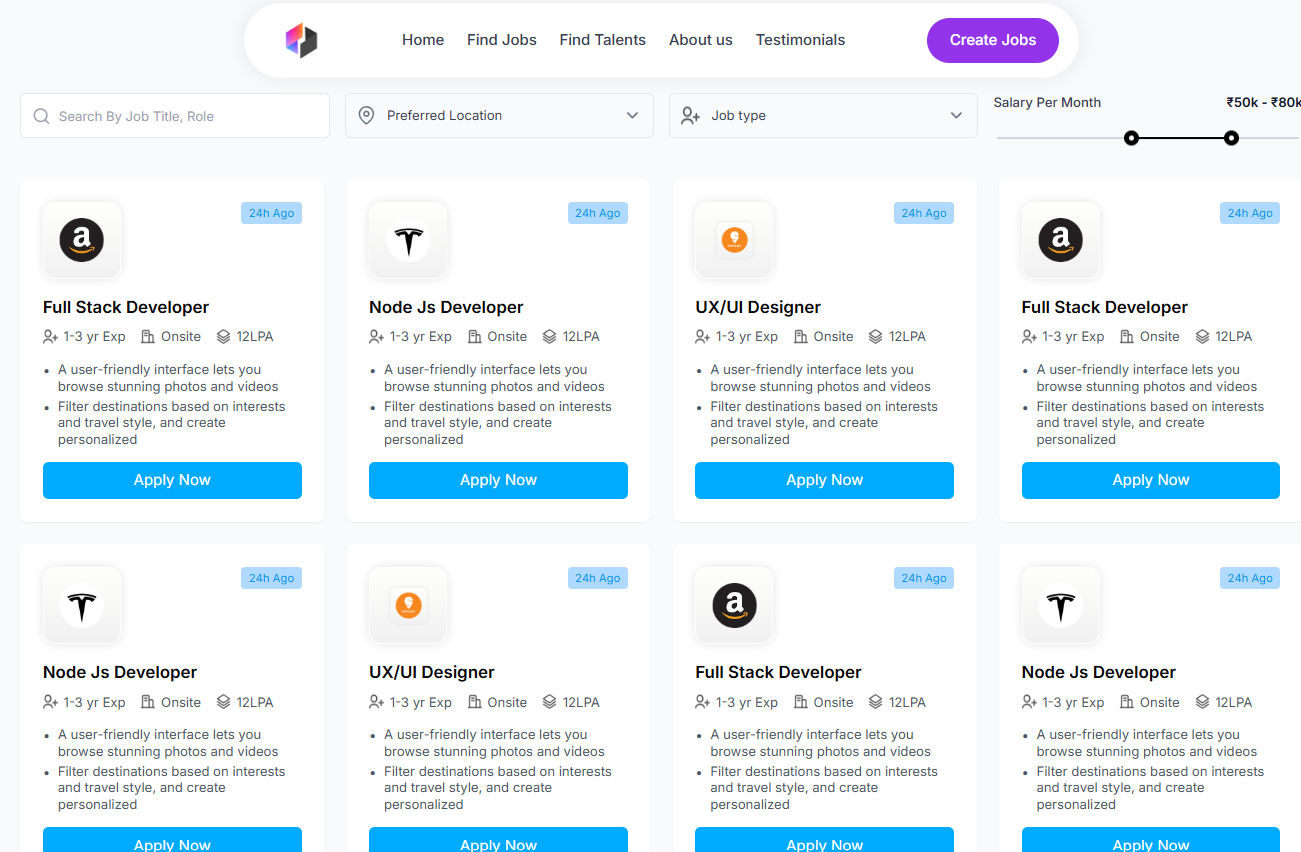 Home Find Jobs Find Talents About us Testimonials Create Jobs
Search By Job Title, Role Preferred Location Job type Salary Per Month ₹50k - ₹80k
24h Ago 24h Ago 24h Ago 24h Ago
Full Stack Developer Node Js Developer UX/UI Designer Full Stack Developer
1-3 yr Exp Onsite 12LPA 1-3 yr Exp Onsite 12LPA 1-3 yr Exp Onsite 12LPA 1-3 yr Exp Onsite 12LPA
• A user-friendly interface lets you • A user-friendly interface lets you • A user-friendly interface lets you • A user-friendly interface lets you
browse stunning photos and videos browse stunning photos and videos browse stunning photos and videos browse stunning photos and videos
• Filter destinations based on interests • Filter destinations based on interests • Filter destinations based on interests • Filter destinations based on interests
and travel style, and create and travel style, and create and travel style, and create and travel style, and create
personalized personalized personalized personalized
Apply Now Apply Now Apply Now Apply Now
24h Ago 24h Ago 24h Ago 24h Ago
Node Js Developer UX/UI Designer Full Stack Developer Node Js Developer
1-3 yr Exp Onsite 12LPA 1-3 yr Exp Onsite 12LPA 1-3 yr Exp Onsite 12LPA 1-3 yr Exp Onsite 12LPA
• A user-friendly interface lets you • A user-friendly interface lets you • A user-friendly interface lets you • A user-friendly interface lets you
browse stunning photos and videos browse stunning photos and videos browse stunning photos and videos browse stunning photos and videos
• Filter destinations based on interests • Filter destinations based on interests • Filter destinations based on interests • Filter destinations based on interests
and travel style, and create and travel style, and create and travel style, and create and travel style, and create
personalized personalized personalized personalized
Apply Now Apply Now Apply Now Apply Now